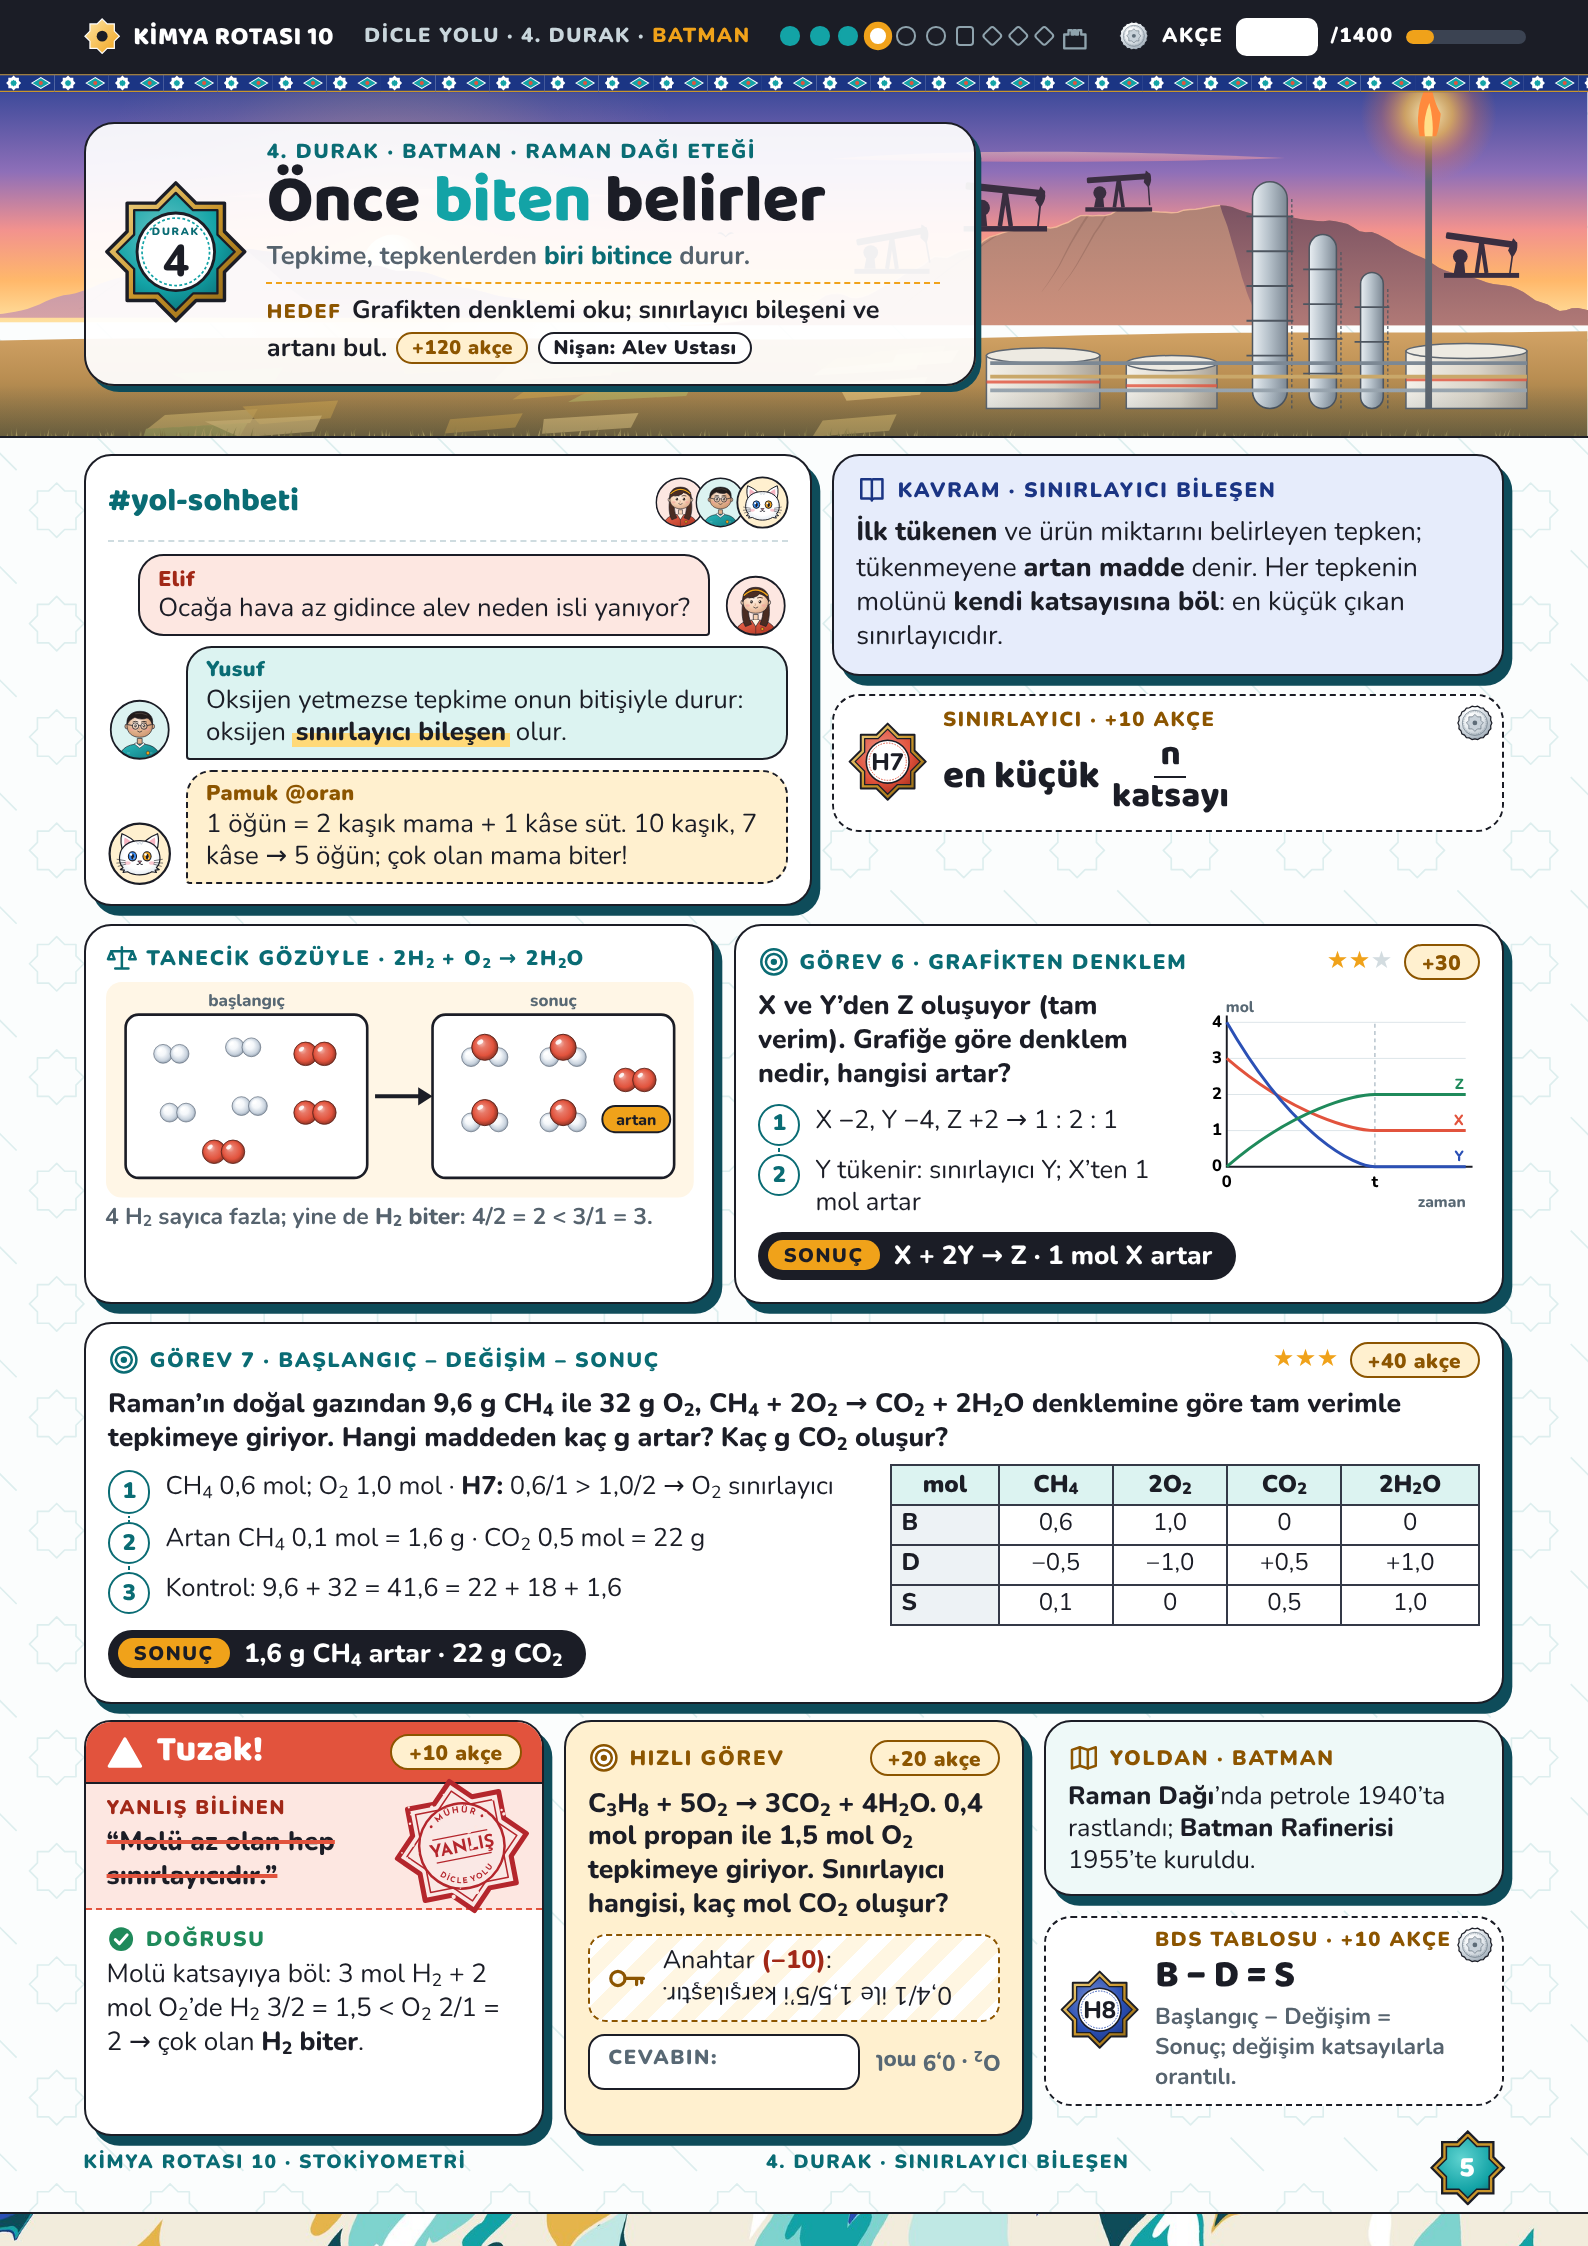 KİMYA ROTASI 10
DİCLE YOLU · 4. DURAK · BATMAN
AKÇE /1400
4. DURAK · BATMAN · RAMAN DAĞI ETEĞİ
DURAK
4
Önce biten belirler
Tepkime, tepkenlerden biri bitince durur.
HEDEF Grafikten denklemi oku; sınırlayıcı bileşeni ve
artanı bul. +120 akçe Nişan: Alev Ustası
#yol-sohbeti
Elif
Ocağa hava az gidince alev neden isli yanıyor?
Yusuf
Oksijen yetmezse tepkime onun bitişiyle durur:
oksijen sınırlayıcı bileşen olur.
Pamuk @oran
1 öğün = 2 kaşık mama + 1 kâse süt. 10 kaşık, 7
kâse → 5 öğün; çok olan mama biter!
KAVRAM · SINIRLAYICI BİLEŞEN
İlk tükenen ve ürün miktarını belirleyen tepken;
tükenmeyene artan madde denir. Her tepkenin
molünü kendi katsayısına böl: en küçük çıkan
sınırlayıcıdır.
H7
SINIRLAYICI · +10 AKÇE
en küçük n
katsayı
TANECİK GÖZÜYLE · 2H₂ + O₂ → 2H₂O
başlangıç
sonuç
artan
4 H₂ sayıca fazla; yine de H₂ biter: 4/2 = 2 < 3/1 = 3.
GÖREV 6 · GRAFİKTEN DENKLEM
★★★ +30
X ve Y’den Z oluşuyor (tam
verim). Grafiğe göre denklem
nedir, hangisi artar?
1 X −2, Y −4, Z +2 → 1 : 2 : 1
2 Y tükenir: sınırlayıcı Y; X’ten 1
mol artar
mol
4
3
2
1
0
Z
X
Y
0
t
zaman
SONUÇ X + 2Y → Z · 1 mol X artar
GÖREV 7 · BAŞLANGIÇ – DEĞİŞİM – SONUÇ
★★★ +40 akçe
Raman’ın doğal gazından 9,6 g CH₄ ile 32 g O₂, CH₄ + 2O₂ → CO₂ + 2H₂O denklemine göre tam verimle
tepkimeye giriyor. Hangi maddeden kaç g artar? Kaç g CO₂ oluşur?
1 CH₄ 0,6 mol; O₂ 1,0 mol · H7: 0,6/1 > 1,0/2 → O₂ sınırlayıcı
2 Artan CH₄ 0,1 mol = 1,6 g · CO₂ 0,5 mol = 22 g
3 Kontrol: 9,6 + 32 = 41,6 = 22 + 18 + 1,6
mol CH₄ 2O₂ CO₂ 2H₂O
B 0,6 1,0 0 0
D −0,5 −1,0 +0,5 +1,0
S 0,1 0 0,5 1,0
SONUÇ 1,6 g CH₄ artar · 22 g CO₂
Tuzak!
+10 akçe
YANLIŞ BİLİNEN
“Molü az olan hep
sınırlayıcıdır.”
MÜHÜR
YANLIŞ
DİCLE YOLU
DOĞRUSU
Molü katsayıya böl: 3 mol H₂ + 2
mol O₂’de H₂ 3/2 = 1,5 < O₂ 2/1 =
2 → çok olan H₂ biter.
HIZLI GÖREV
+20 akçe
C₃H₈ + 5O₂ → 3CO₂ + 4H₂O. 0,4
mol propan ile 1,5 mol O₂
tepkimeye giriyor. Sınırlayıcı
hangisi, kaç mol CO₂ oluşur?
Anahtar (−10):
0,4/1 ile 1,5/5’i karşılaştır.
CEVABIN:
O₂ · 0,9 mol
YOLDAN · BATMAN
Raman Dağı’nda petrole 1940’ta
rastlandı; Batman Rafinerisi
1955’te kuruldu.
H8
BDS TABLOSU · +10 AKÇE
B – D = S
Başlangıç – Değişim =
Sonuç; değişim katsayılarla
orantılı.
KİMYA ROTASI 10 · STOKİYOMETRİ
4. DURAK · SINIRLAYICI BİLEŞEN
5